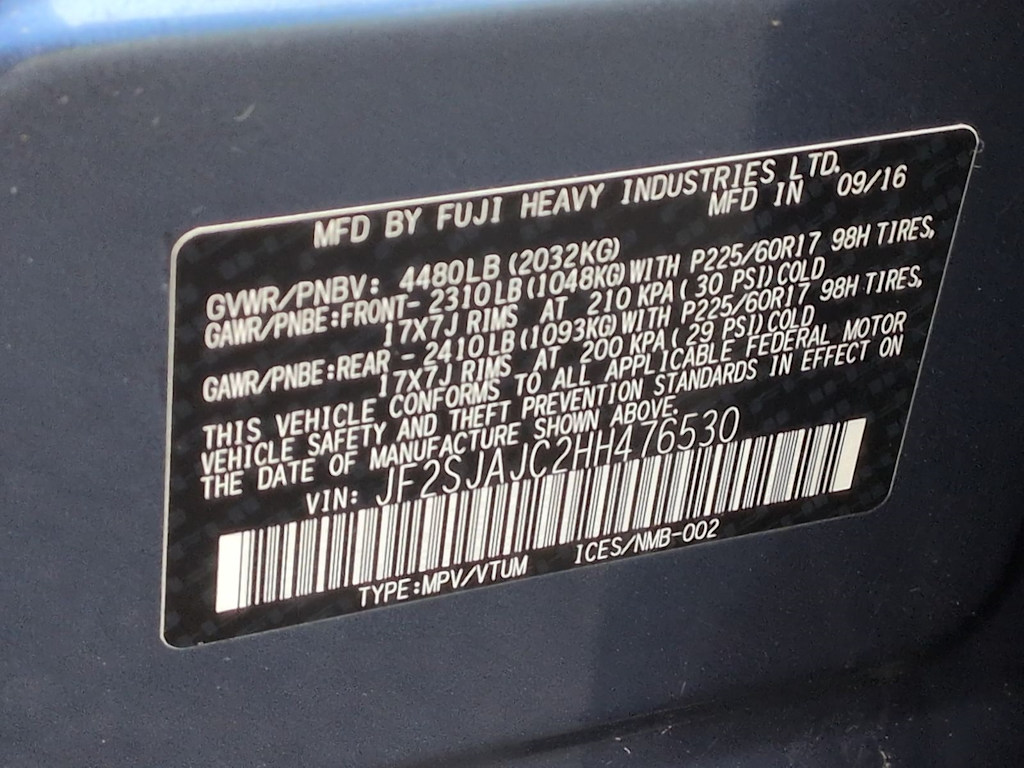 MFD BY FUJI HEAVY INDUSTRIES LTD.
MFD IN 09/16
GVWR/PNBV: 4480LB (2032KG)
GAWR/PNBE:FRONT- 2310LB (1048KG) WITH P225/60R17 98H TIRES,
17X7J RIMS AT 210 KPA ( 30 PSI) COLD
GAWR/PNBE:REAR - 2410LB (1093KG) WITH P225/60R17 98H TIRES,
17X7J RIMS AT 200 KPA ( 29 PSI) COLD
THIS VEHICLE CONFORMS TO ALL APPLICABLE FEDERAL MOTOR
VEHICLE SAFETY AND THEFT PREVENTION STANDARDS IN EFFECT ON
THE DATE OF MANUFACTURE SHOWN ABOVE.
VIN: JF2SJAJC2HH476530
TYPE:MPV/VTUM ICES/NMB-002